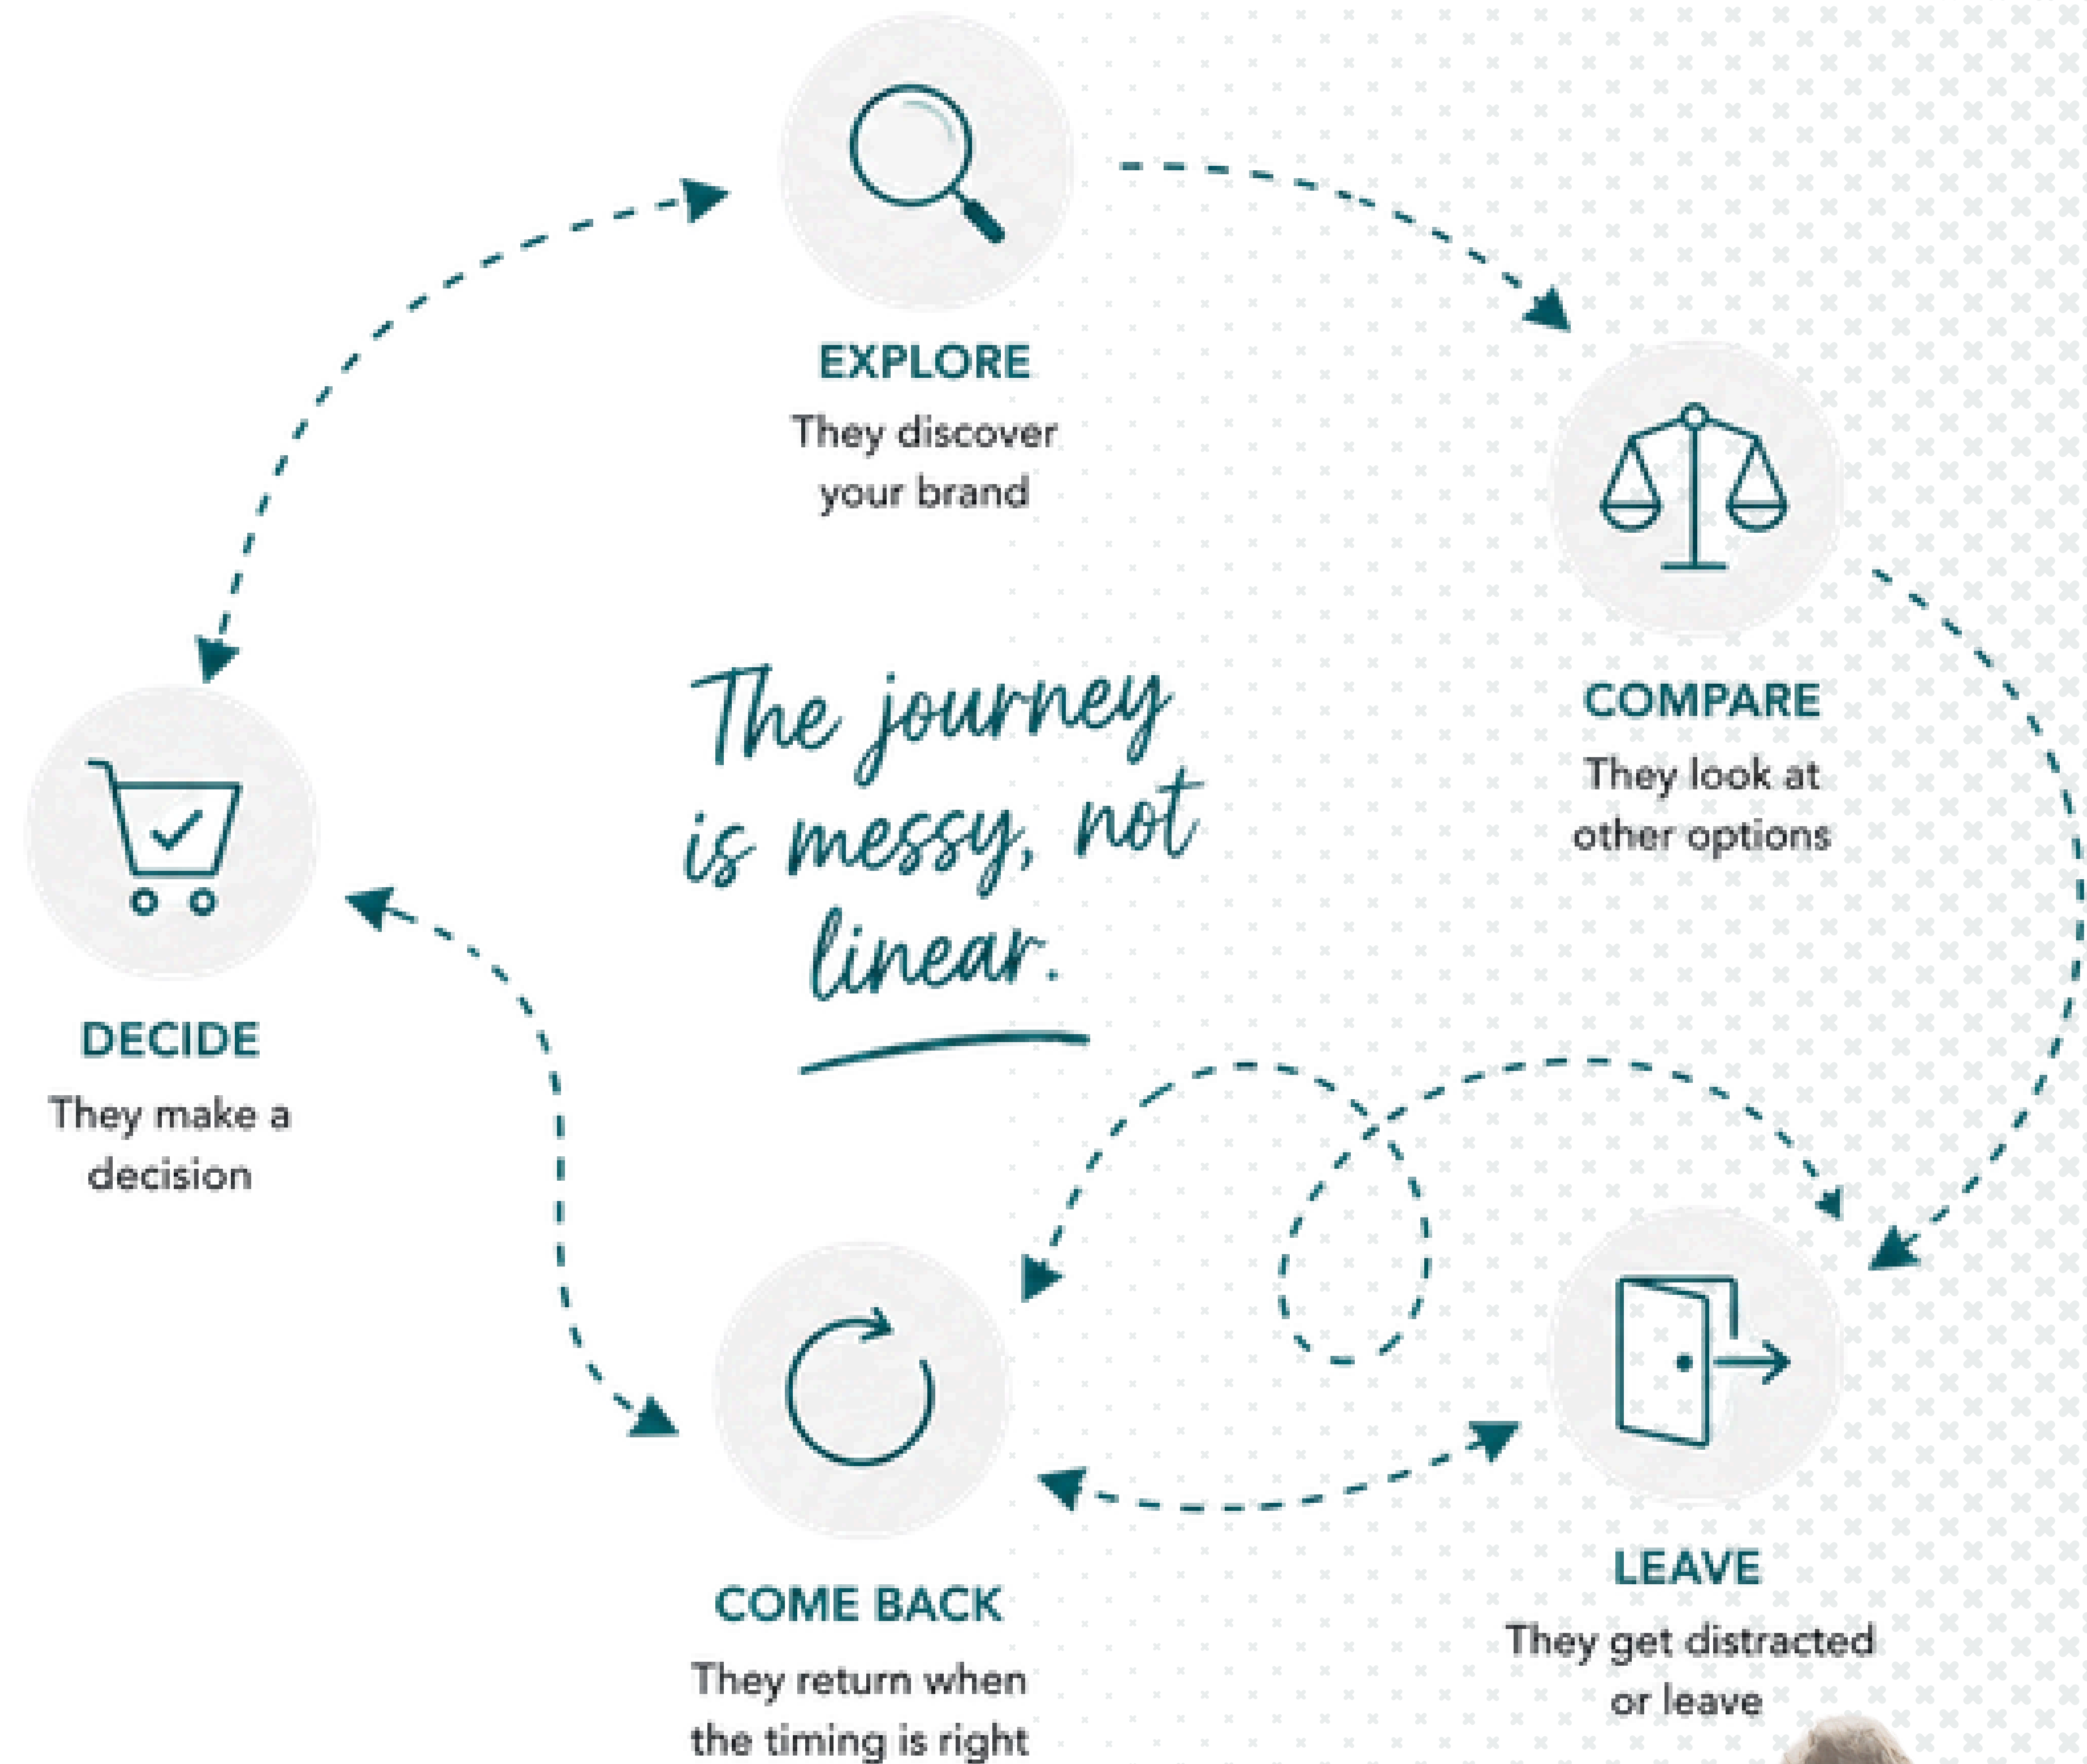 EXPLORE
They discover
your brand
COMPARE
They look at
other options
The journey
is messy, not
linear.
DECIDE
They make a
decision
LEAVE
They get distracted
or leave
COME BACK
They return when
the timing is right